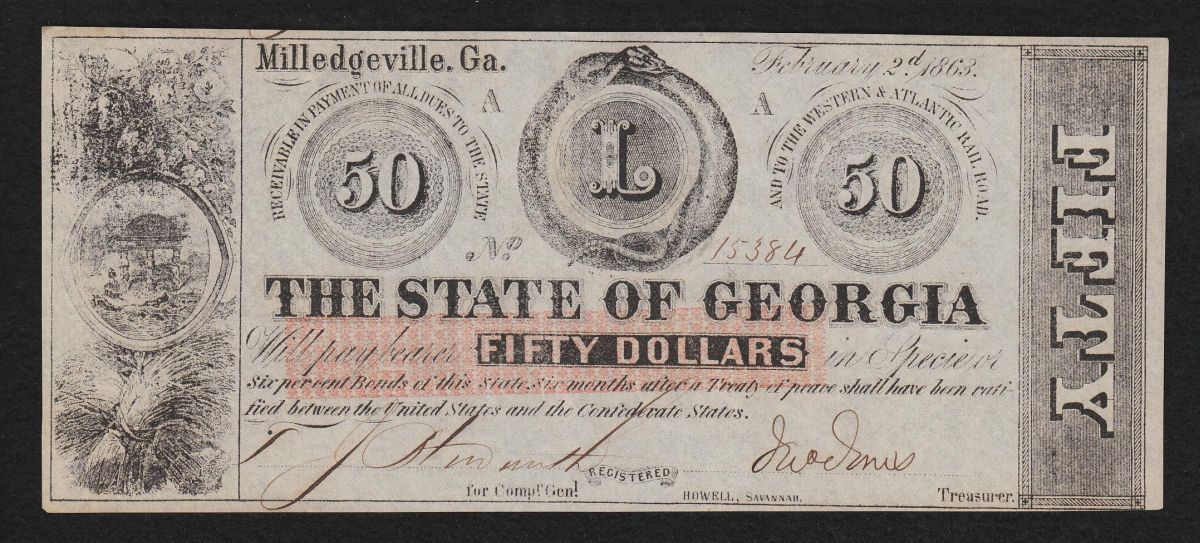 Milledgeville, Ga.
February 2d, 1863.
RECEIVABLE IN PAYMENT OF ALL DUES TO THE STATE
A
L
A
AND TO THE WESTERN & ATLANTIC RAIL ROAD.
50
50
No 15384
THE STATE OF GEORGIA
Will pay bearer FIFTY DOLLARS in Specie or
Six per cent Bonds of this State, six months after a Treaty of peace shall have been rati-
fied between the United States and the Confederate States.
Jno Jones
REGISTERED
for Compt. Genl.
HOWELL, SAVANNAH.
Treasurer.
FIFTY